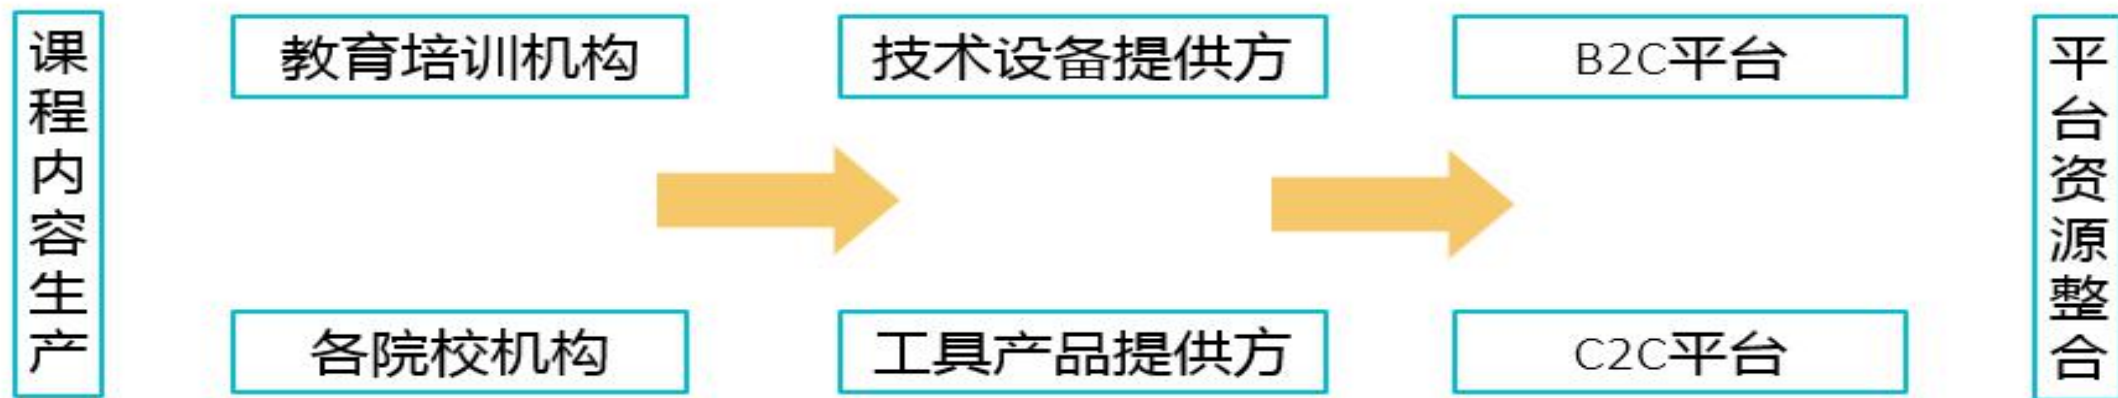 课程内容生产
教育培训机构
技术设备提供方
B2C平台
各院校机构
工具产品提供方
C2C平台
平台资源整合